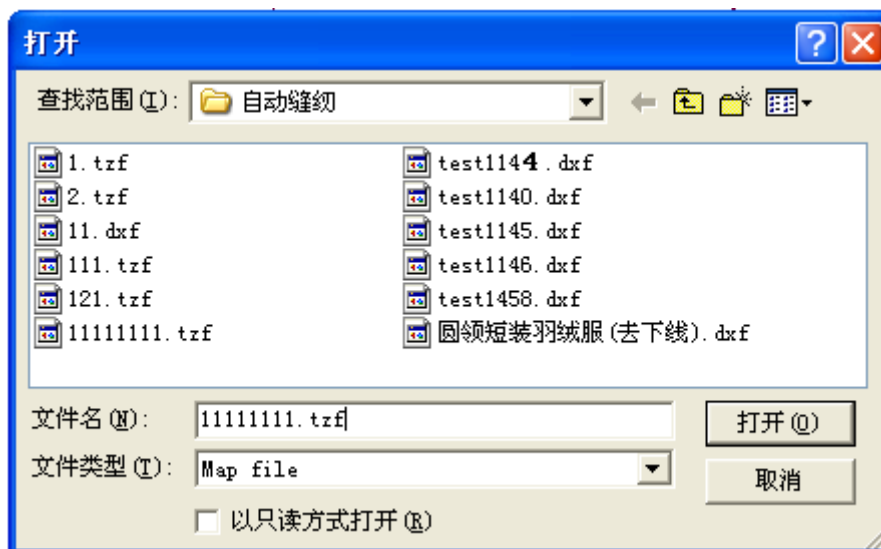 打开
查找范围(I): 自动缝纫
1.tzf
2.tzf
11.dxf
111.tzf
121.tzf
11111111.tzf
test1144.dxf
test1140.dxf
test1145.dxf
test1146.dxf
test1458.dxf
圆领短装羽绒服(去下线).dxf
文件名(N): 11111111.tzf 打开(O)
文件类型(T): Map file 取消
以只读方式打开(R)